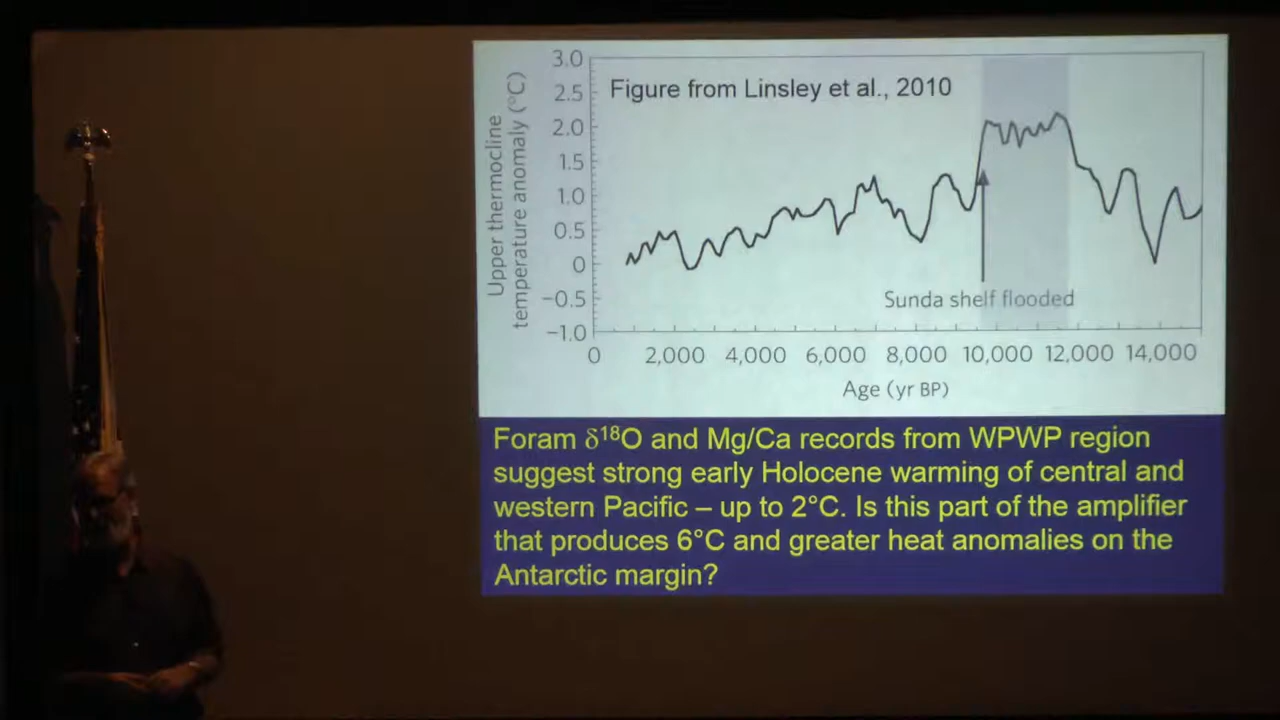 Figure from Linsley et al., 2010
Upper thermocline
temperature anomaly (°C)
3.0
2.5
2.0
1.5
1.0
0.5
0
−0.5
−1.0
Sunda shelf flooded
0 2,000 4,000 6,000 8,000 10,000 12,000 14,000
Age (yr BP)
Foram δ¹⁸O and Mg/Ca records from WPWP region
suggest strong early Holocene warming of central and
western Pacific – up to 2°C. Is this part of the amplifier
that produces 6°C and greater heat anomalies on the
Antarctic margin?